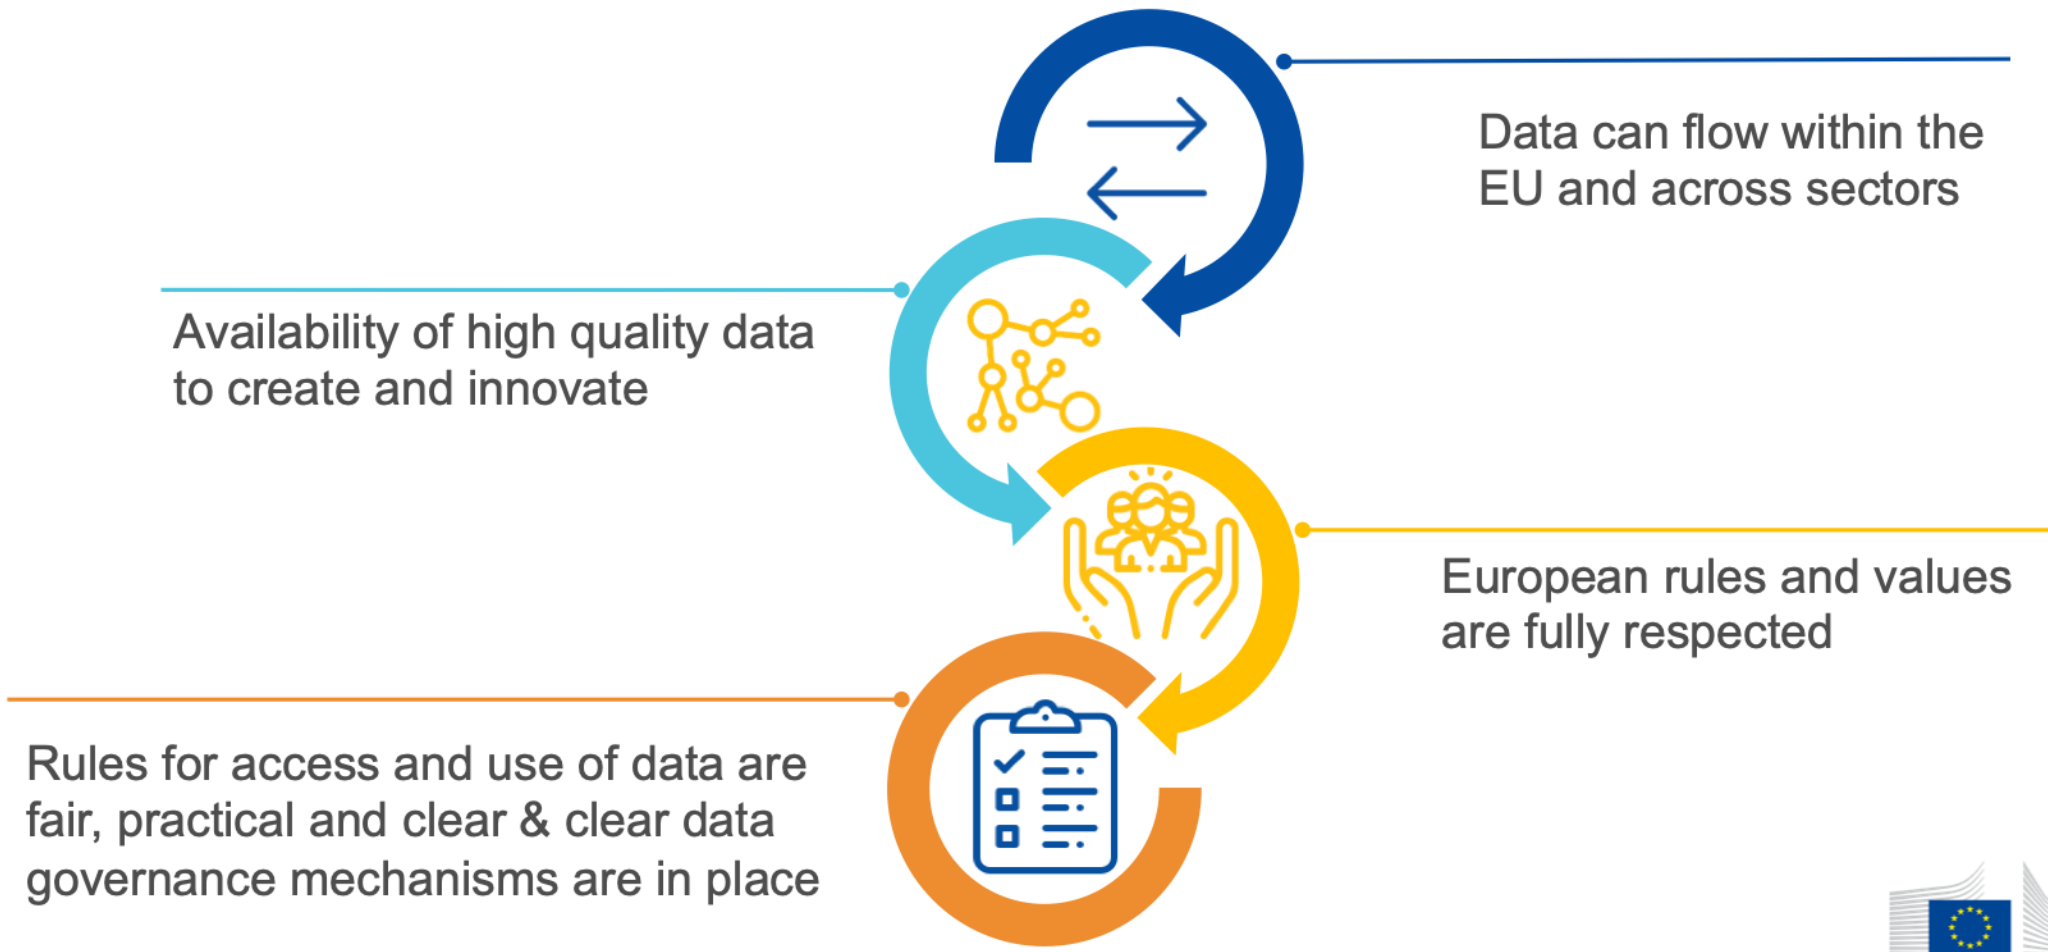 Data can flow within the
EU and across sectors
Availability of high quality data
to create and innovate
European rules and values
are fully respected
Rules for access and use of data are
fair, practical and clear & clear data
governance mechanisms are in place